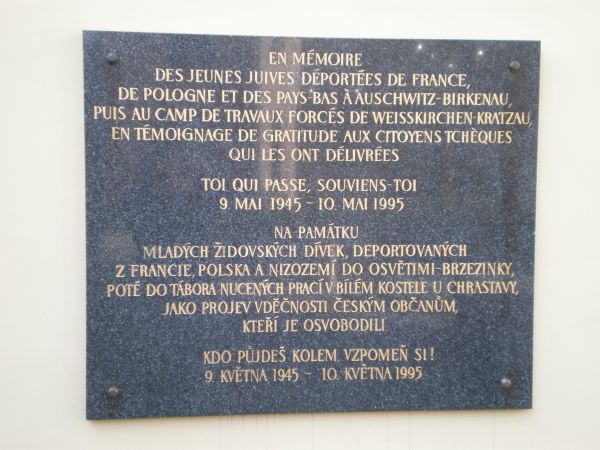 EN MÉMOIRE
DES JEUNES JUIVES DÉPORTÉES DE FRANCE,
DE POLOGNE ET DES PAYS-BAS À AUSCHWITZ-BIRKENAU,
PUIS AU CAMP DE TRAVAUX FORCÉS DE WEISSKIRCHEN-KRATZAU,
EN TÉMOIGNAGE DE GRATITUDE AUX CITOYENS TCHÈQUES
QUI LES ONT DÉLIVRÉES
TOI QUI PASSE, SOUVIENS-TOI
9. MAI 1945 - 10. MAI 1995
NA PAMÁTKU
MLADÝCH ŽIDOVSKÝCH DÍVEK, DEPORTOVANÝCH
Z FRANCIE, POLSKA A NIZOZEMÍ DO OSVĚTIMI-BRZEZINKY,
POTÉ DO TÁBORA NUCENÝCH PRACÍ V BÍLÉM KOSTELE U CHRASTAVY,
JAKO PROJEV VDĚČNOSTI ČESKÝM OBČANŮM,
KTEŘÍ JE OSVOBODILI
KDO PŮJDEŠ KOLEM, VZPOMEŇ SI!
9. KVĚTNA 1945 - 10. KVĚTNA 1995